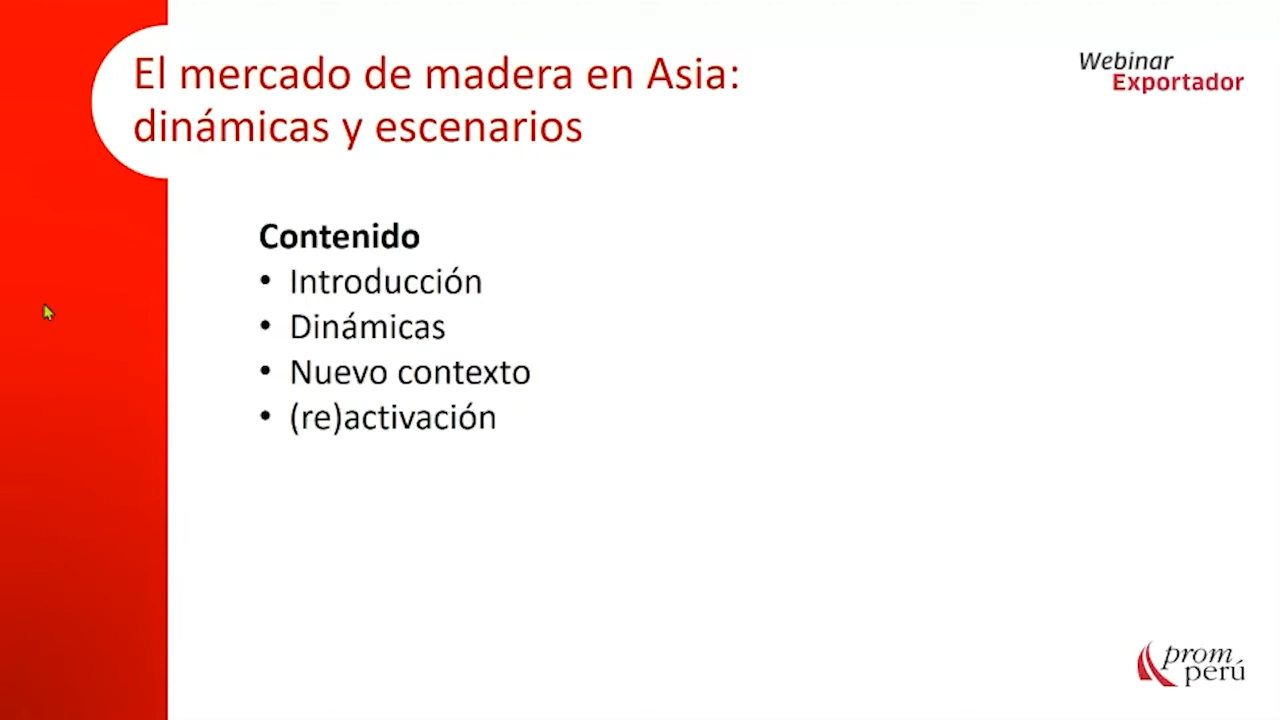 El mercado de madera en Asia:
dinámicas y escenarios
Webinar
Exportador
Contenido
• Introducción
• Dinámicas
• Nuevo contexto
• (re)activación
prom
perú